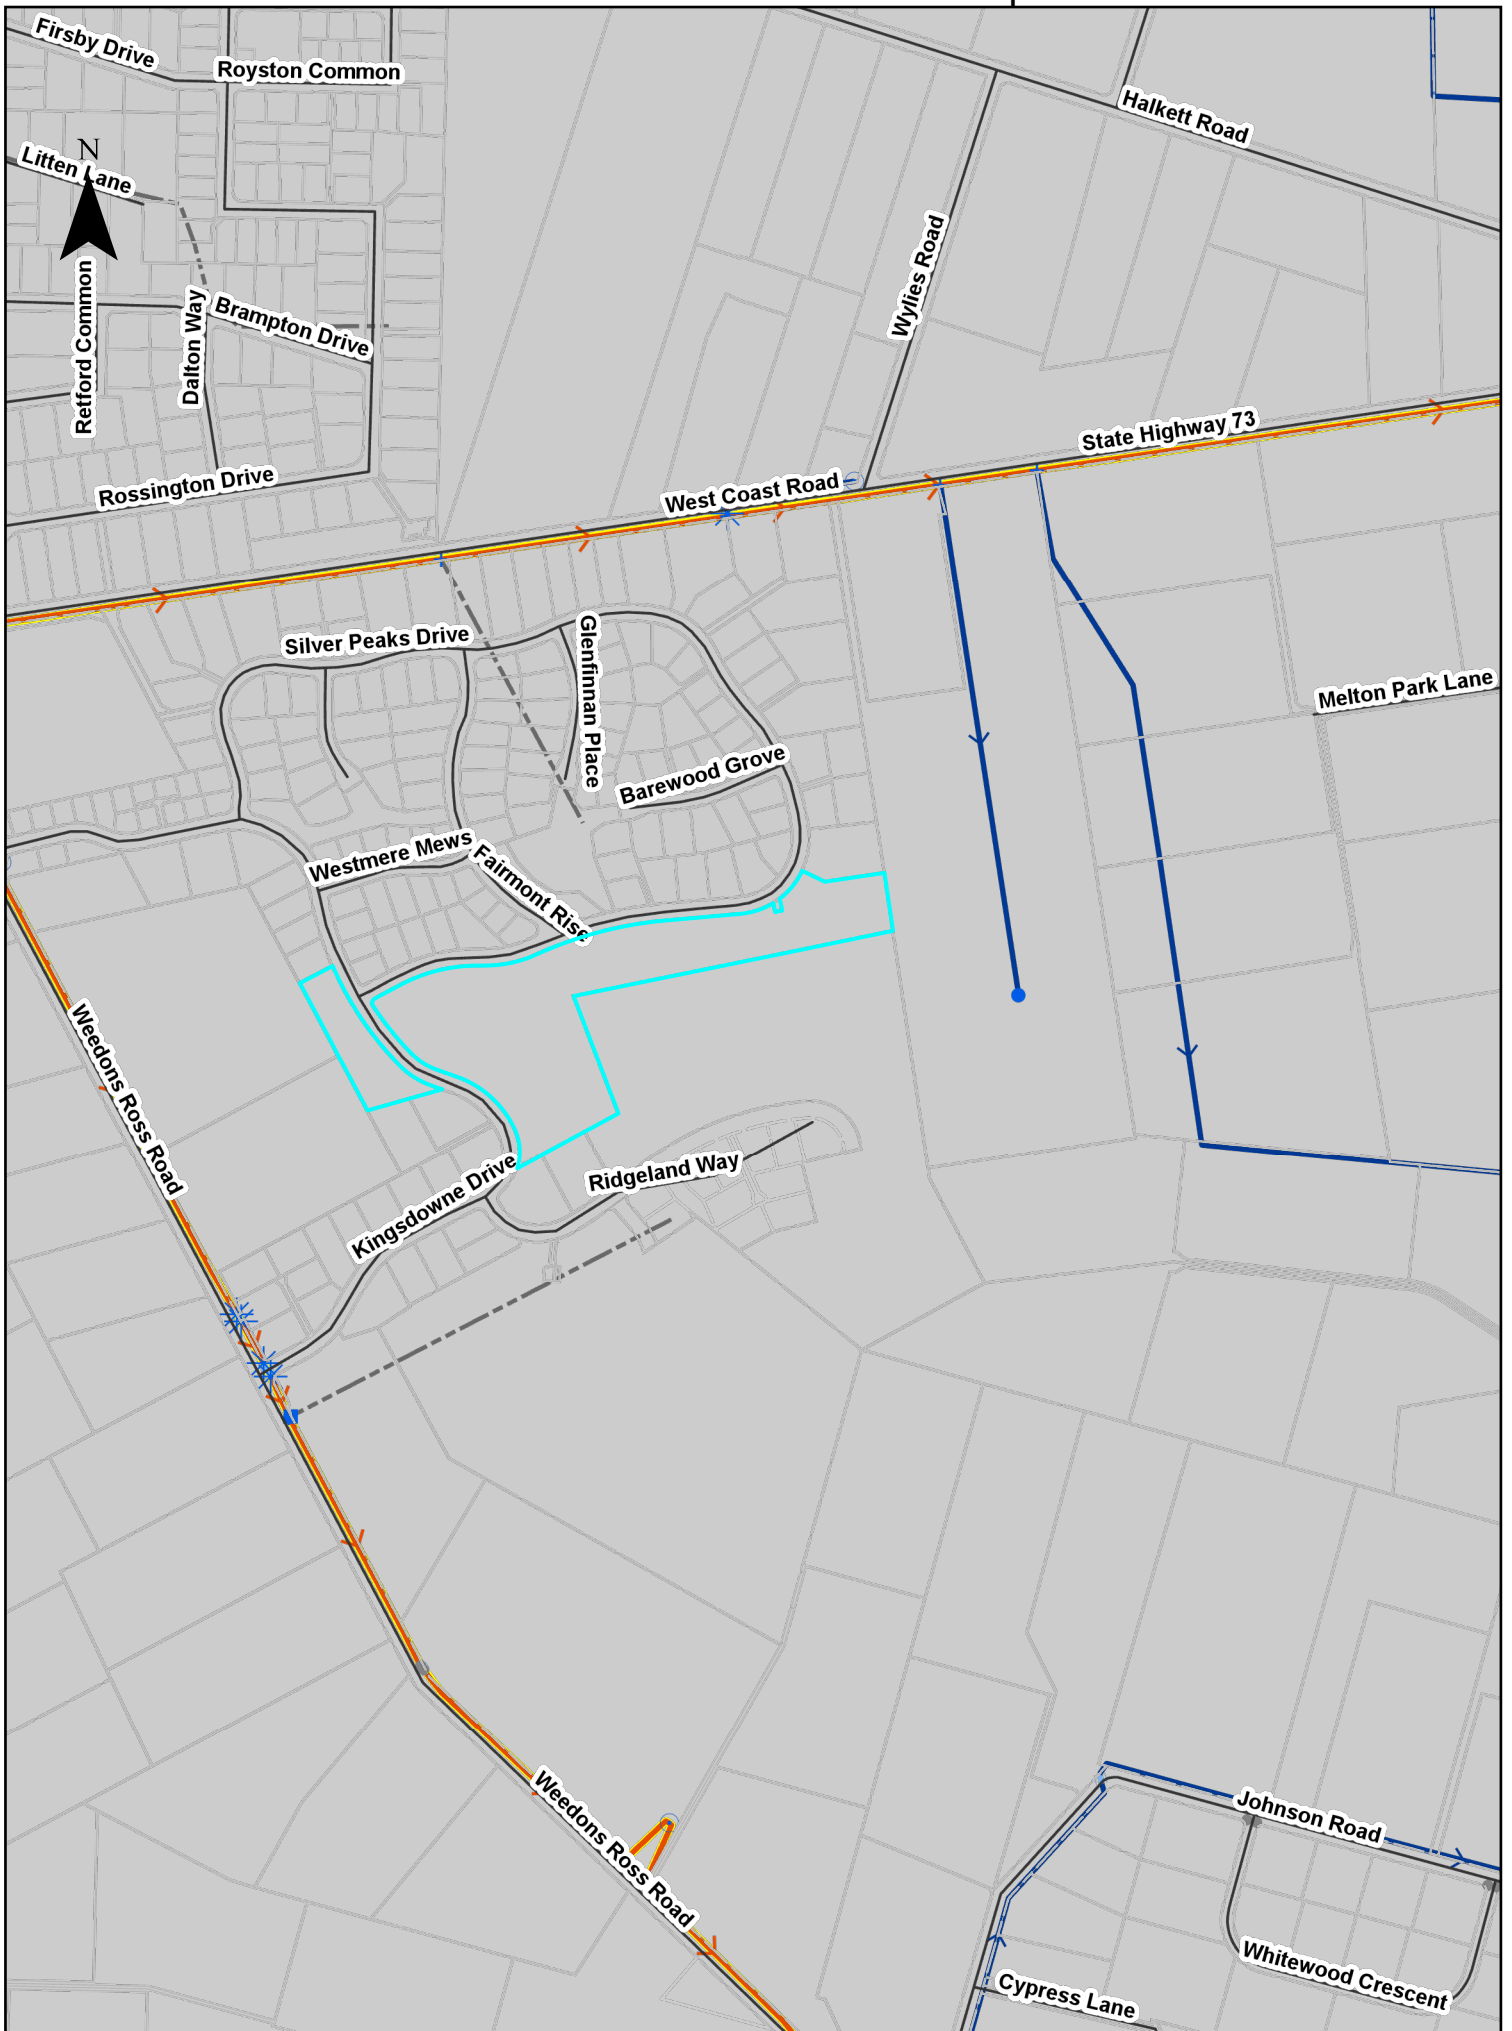 Firsby Drive
Royston Common
Halkett Road
N
Litten Lane
Wylies Road
Retford Common
Dalton Way
Brampton Drive
State Highway 73
Rossington Drive
West Coast Road
Silver Peaks Drive
Glenfinnan Place
Melton Park Lane
Barewood Grove
Westmere Mews
Fairmont Rise
Weedons Ross Road
Kingsdowne Drive
Ridgeland Way
Weedons Ross Road
Johnson Road
Whitewood Crescent
Cypress Lane